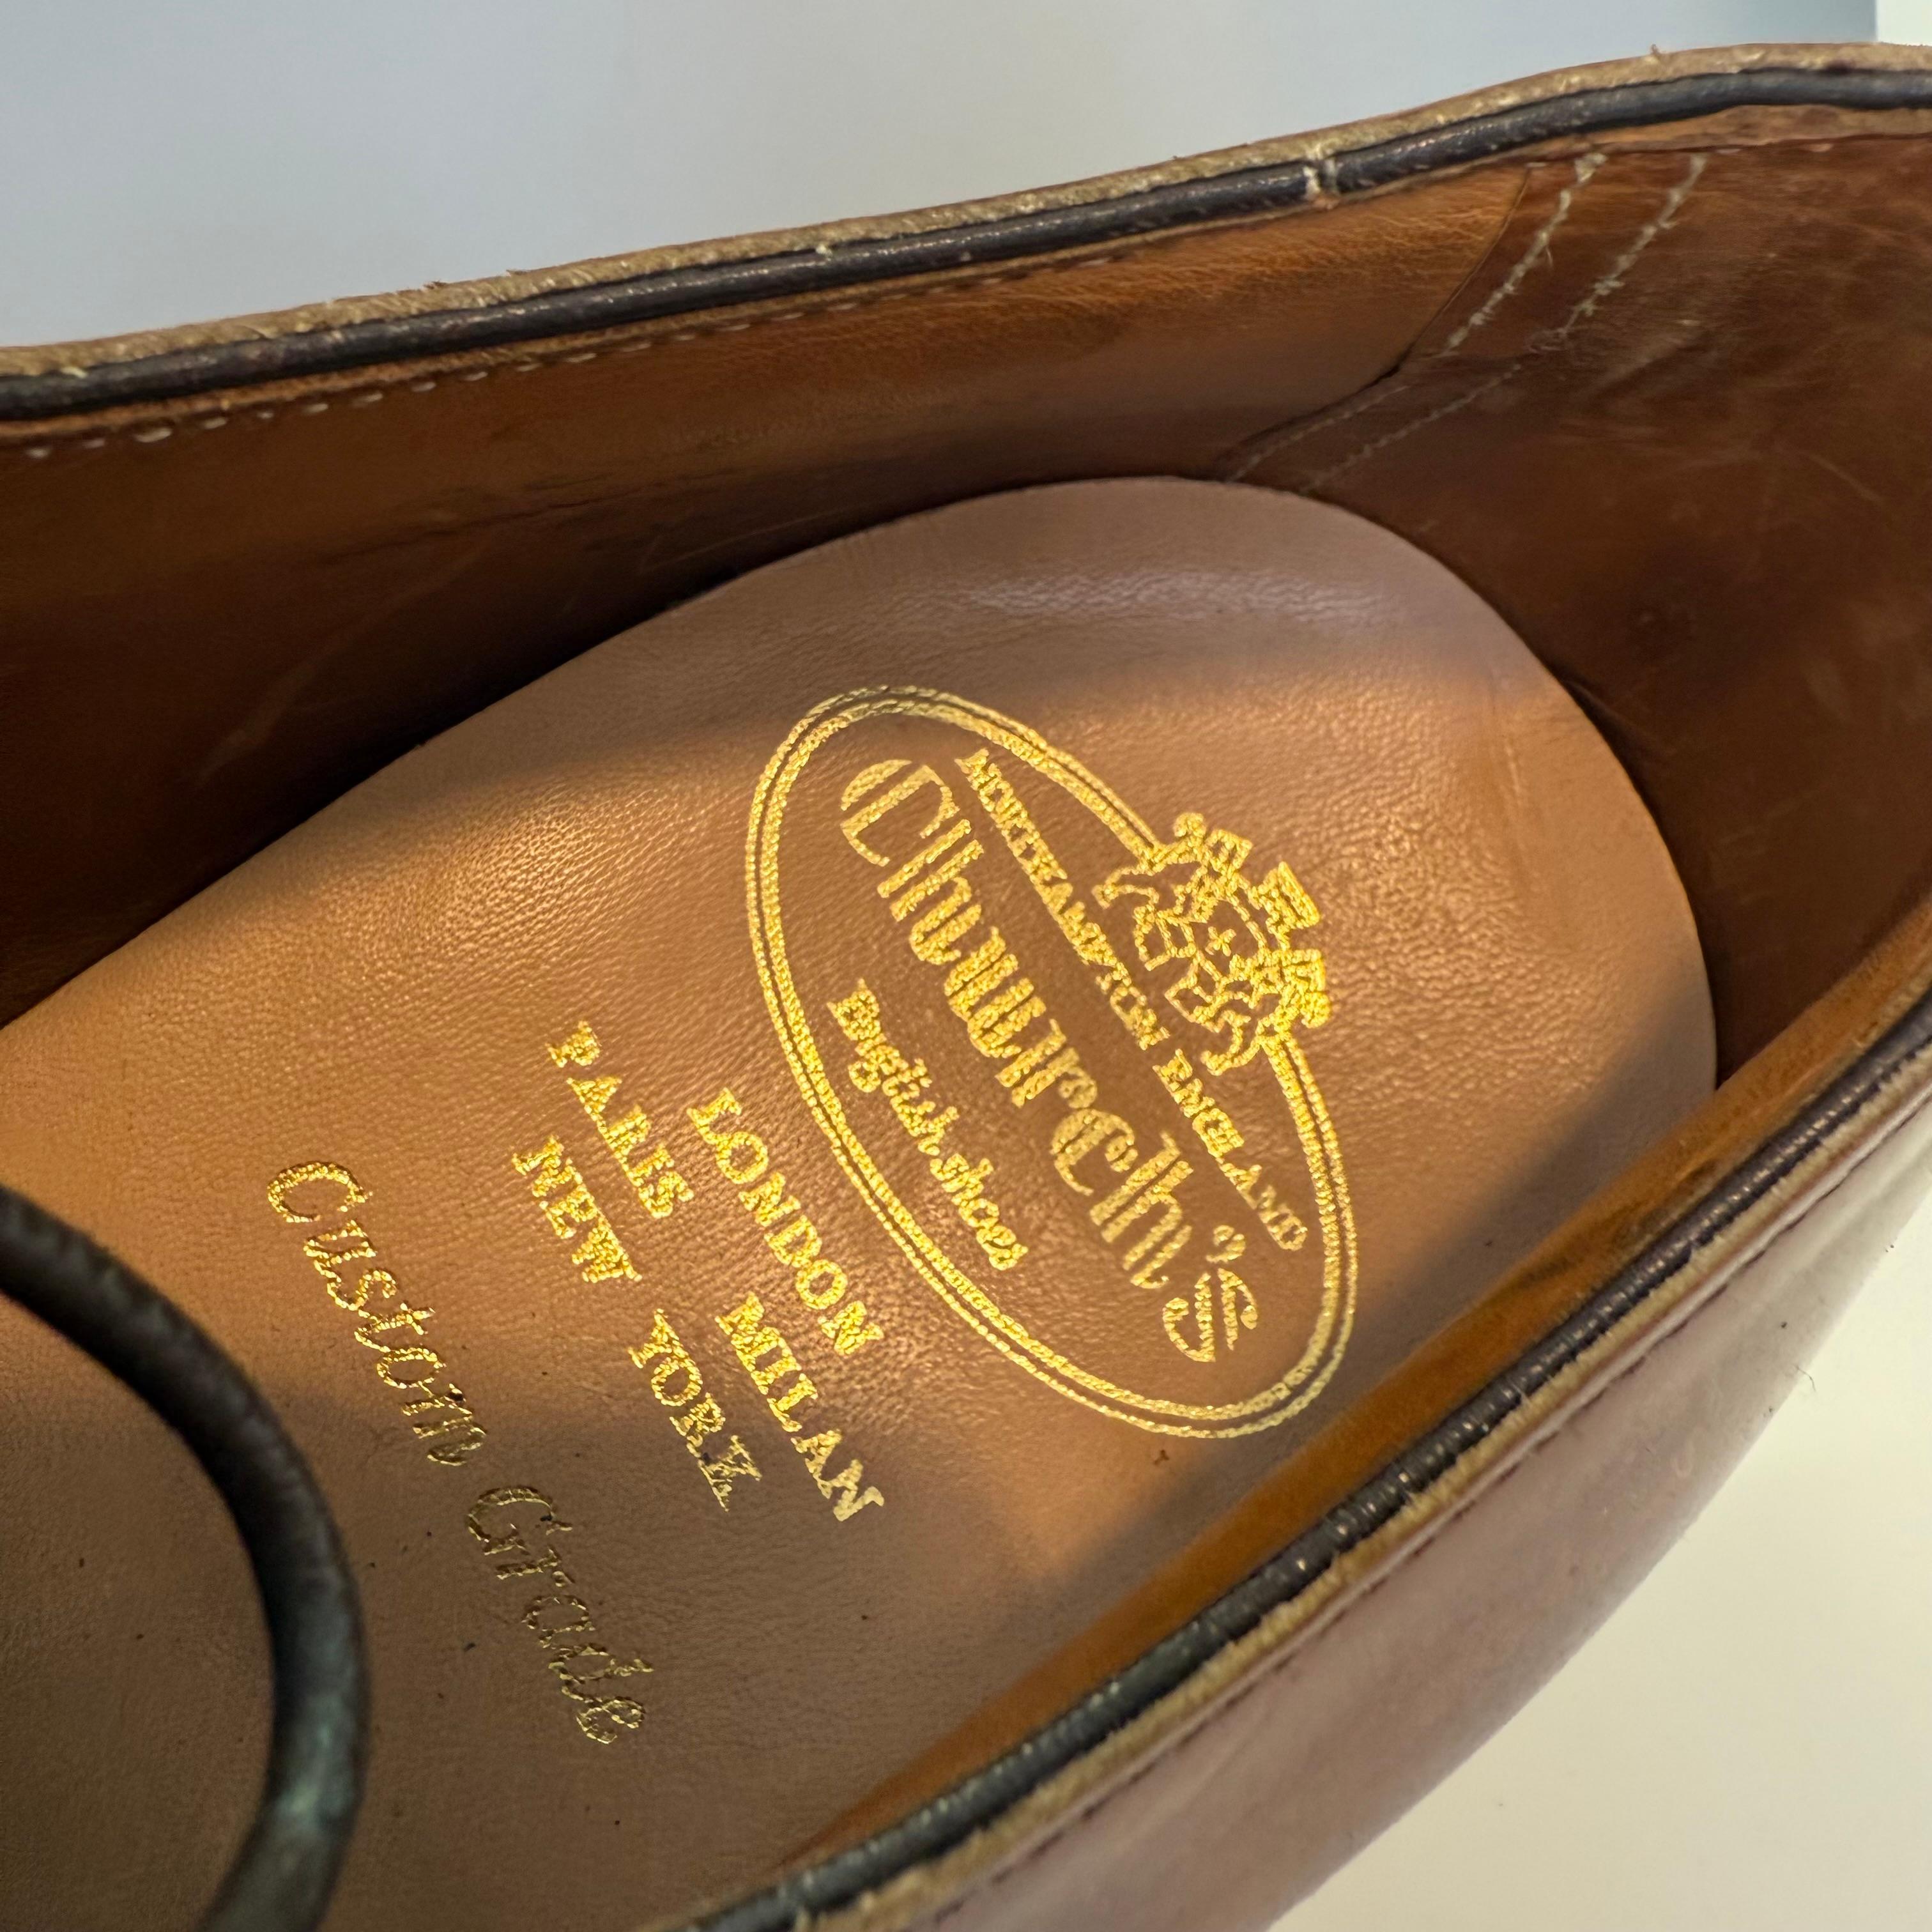 NORTHAMPTON ENGLAND
Church's
English shoes
LONDON MILAN
PARIS NEW YORK
Custom Grade